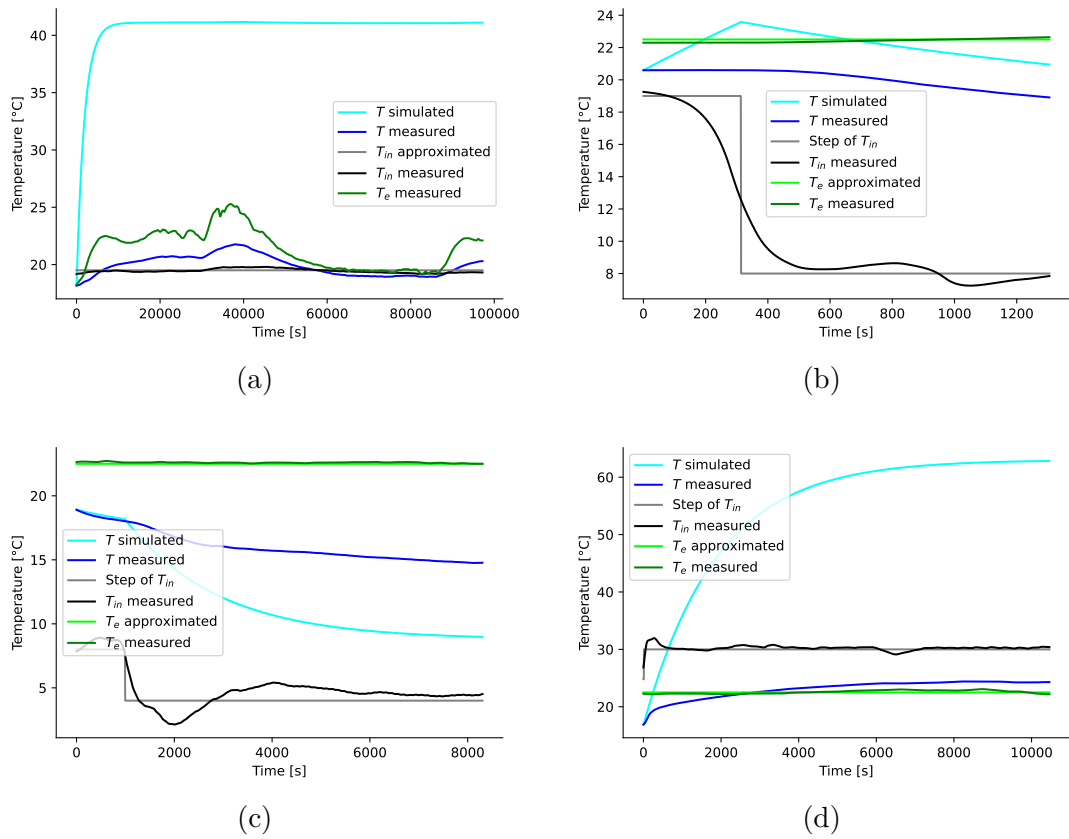 40
35
30
25
20
Temperature [°C]
T simulated
T measured
T_in approximated
T_in measured
T_e measured
0
20000
40000
60000
80000
100000
Time [s]
(a)
24
22
20
18
16
14
12
10
8
Temperature [°C]
T simulated
T measured
Step of T_in
T_in measured
T_e approximated
T_e measured
0
200
400
600
800
1000
1200
Time [s]
(b)
20
15
10
5
Temperature [°C]
T simulated
T measured
Step of T_in
T_in measured
T_e approximated
T_e measured
0
2000
4000
6000
8000
Time [s]
(c)
60
50
40
30
20
Temperature [°C]
T simulated
T measured
Step of T_in
T_in measured
T_e approximated
T_e measured
0
2000
4000
6000
8000
10000
Time [s]
(d)